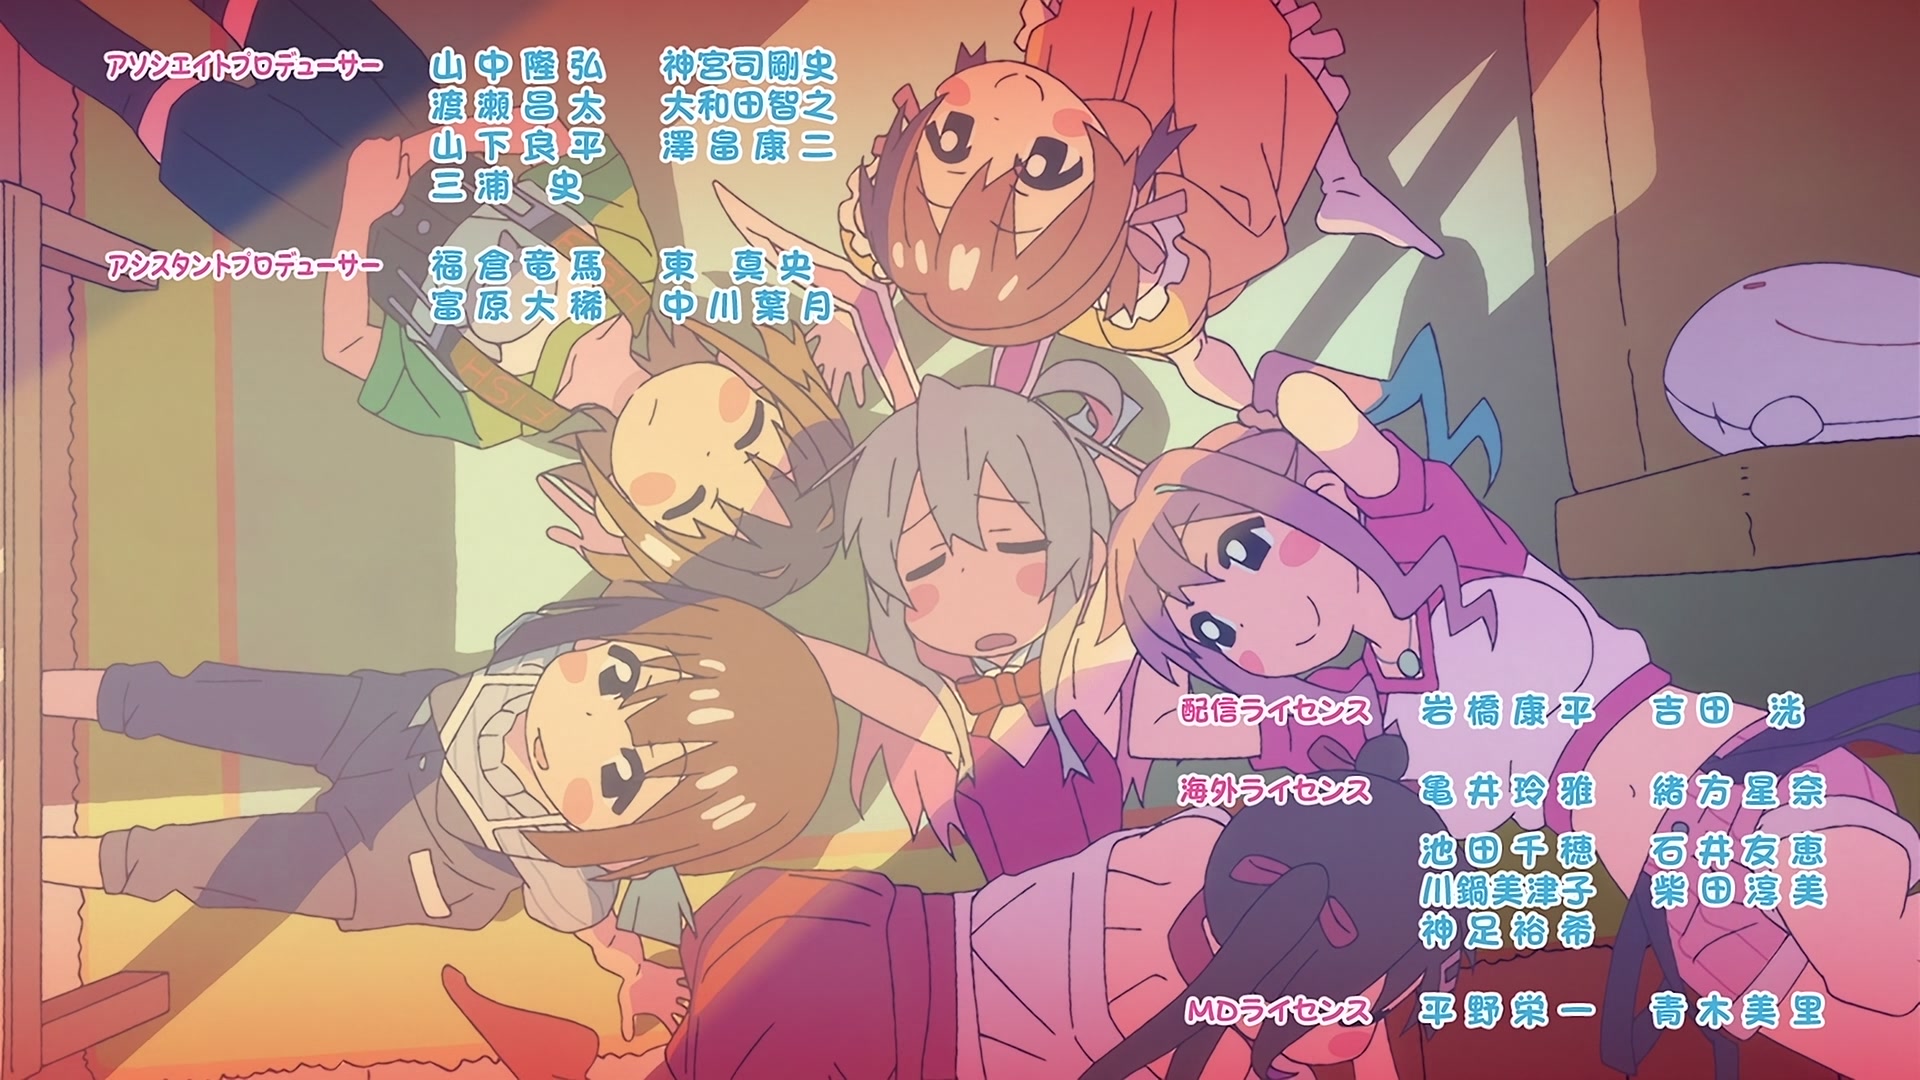 アソシエイトプロデューサー 山中隆弘 神宮司剛史
渡瀬昌太 大和田智之
山下良平 澤畠康二
三浦 史
アシスタントプロデューサー 福倉竜馬 東 真央
富原大稀 中川葉月
HSIH
配信ライセンス 岩橋康平 吉田 洸
海外ライセンス 亀井玲雅 緒方星奈
池田千穂 石井友恵
川鍋美津子 柴田淳美
神足裕希
MDライセンス 平野栄一 青木美里